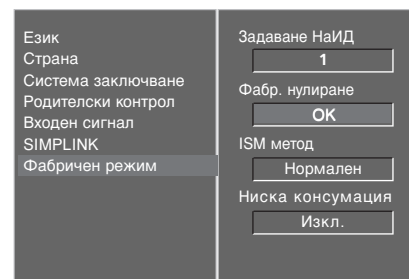 Език
Страна
Система заключване
Родителски контрол
Входен сигнал
SIMPLINK
Фабричен режим
Задаване НаИД
1
Фабр. нулиране
OK
ISM метод
Нормален
Ниска консумация
Изкл.